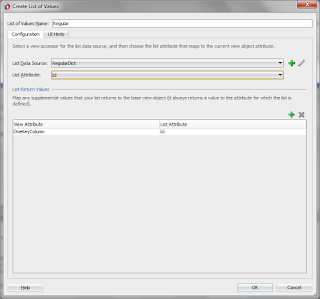 Create List of Values
List of Values Name: Regular
Configuration UI Hints
Select a view accessor for the list data source, and then choose the list attribute that maps to the current view object attribute.
List Data Source: RegularDict
List Attribute: Id
List Return Values
Map any supplemental values that your list returns to the base view object (it always returns a value to the attribute for which the list is
defined).
View Attribute List Attribute
OneKeyColumn Id
Help OK Cancel